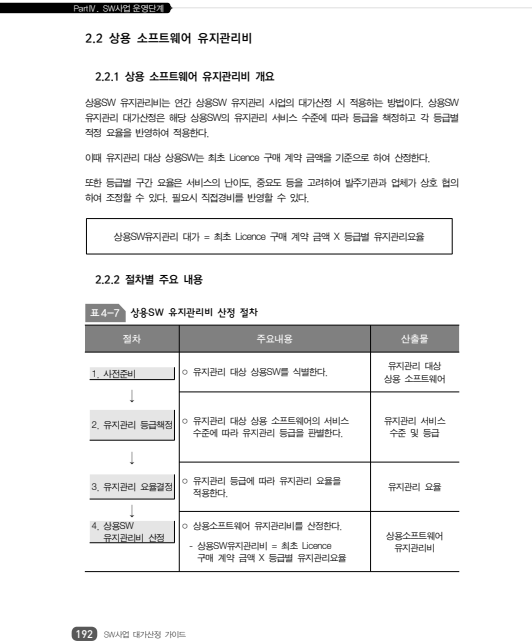 PartⅣ. SW사업 운영단계
2.2 상용 소프트웨어 유지관리비
2.2.1 상용 소프트웨어 유지관리비 개요
상용SW 유지관리비는 연간 상용SW 유지관리 사업의 대가산정 시 적용하는 방법이다. 상용SW
유지관리 대가산정은 해당 상용SW의 유지관리 서비스 수준에 따라 등급을 책정하고 각 등급별
적정 요율을 반영하여 적용한다.
이때 유지관리 대상 상용SW는 최초 Licence 구매 계약 금액을 기준으로 하여 산정한다.
또한 등급별 구간 요율은 서비스의 난이도, 중요도 등을 고려하여 발주기관과 업체가 상호 협의
하여 조정할 수 있다. 필요시 직접경비를 반영할 수 있다.
상용SW유지관리 대가 = 최초 Licence 구매 계약 금액 X 등급별 유지관리요율
2.2.2 절차별 주요 내용
표4-7 상용SW 유지관리비 산정 절차
절차 주요내용 산출물
1. 사전준비
○ 유지관리 대상 상용SW를 식별한다.
유지관리 대상
상용 소프트웨어
↓
2. 유지관리 등급책정
○ 유지관리 대상 상용 소프트웨어의 서비스
수준에 따라 유지관리 등급을 판별한다.
유지관리 서비스
수준 및 등급
↓
3. 유지관리 요율결정
○ 유지관리 등급에 따라 유지관리 요율을
적용한다.
유지관리 요율
↓
4. 상용SW
유지관리비 산정
○ 상용소프트웨어 유지관리비를 산정한다.
- 상용SW유지관리비 = 최초 Licence
구매 계약 금액 X 등급별 유지관리요율
상용소프트웨어
유지관리비
192 SW사업 대가산정 가이드